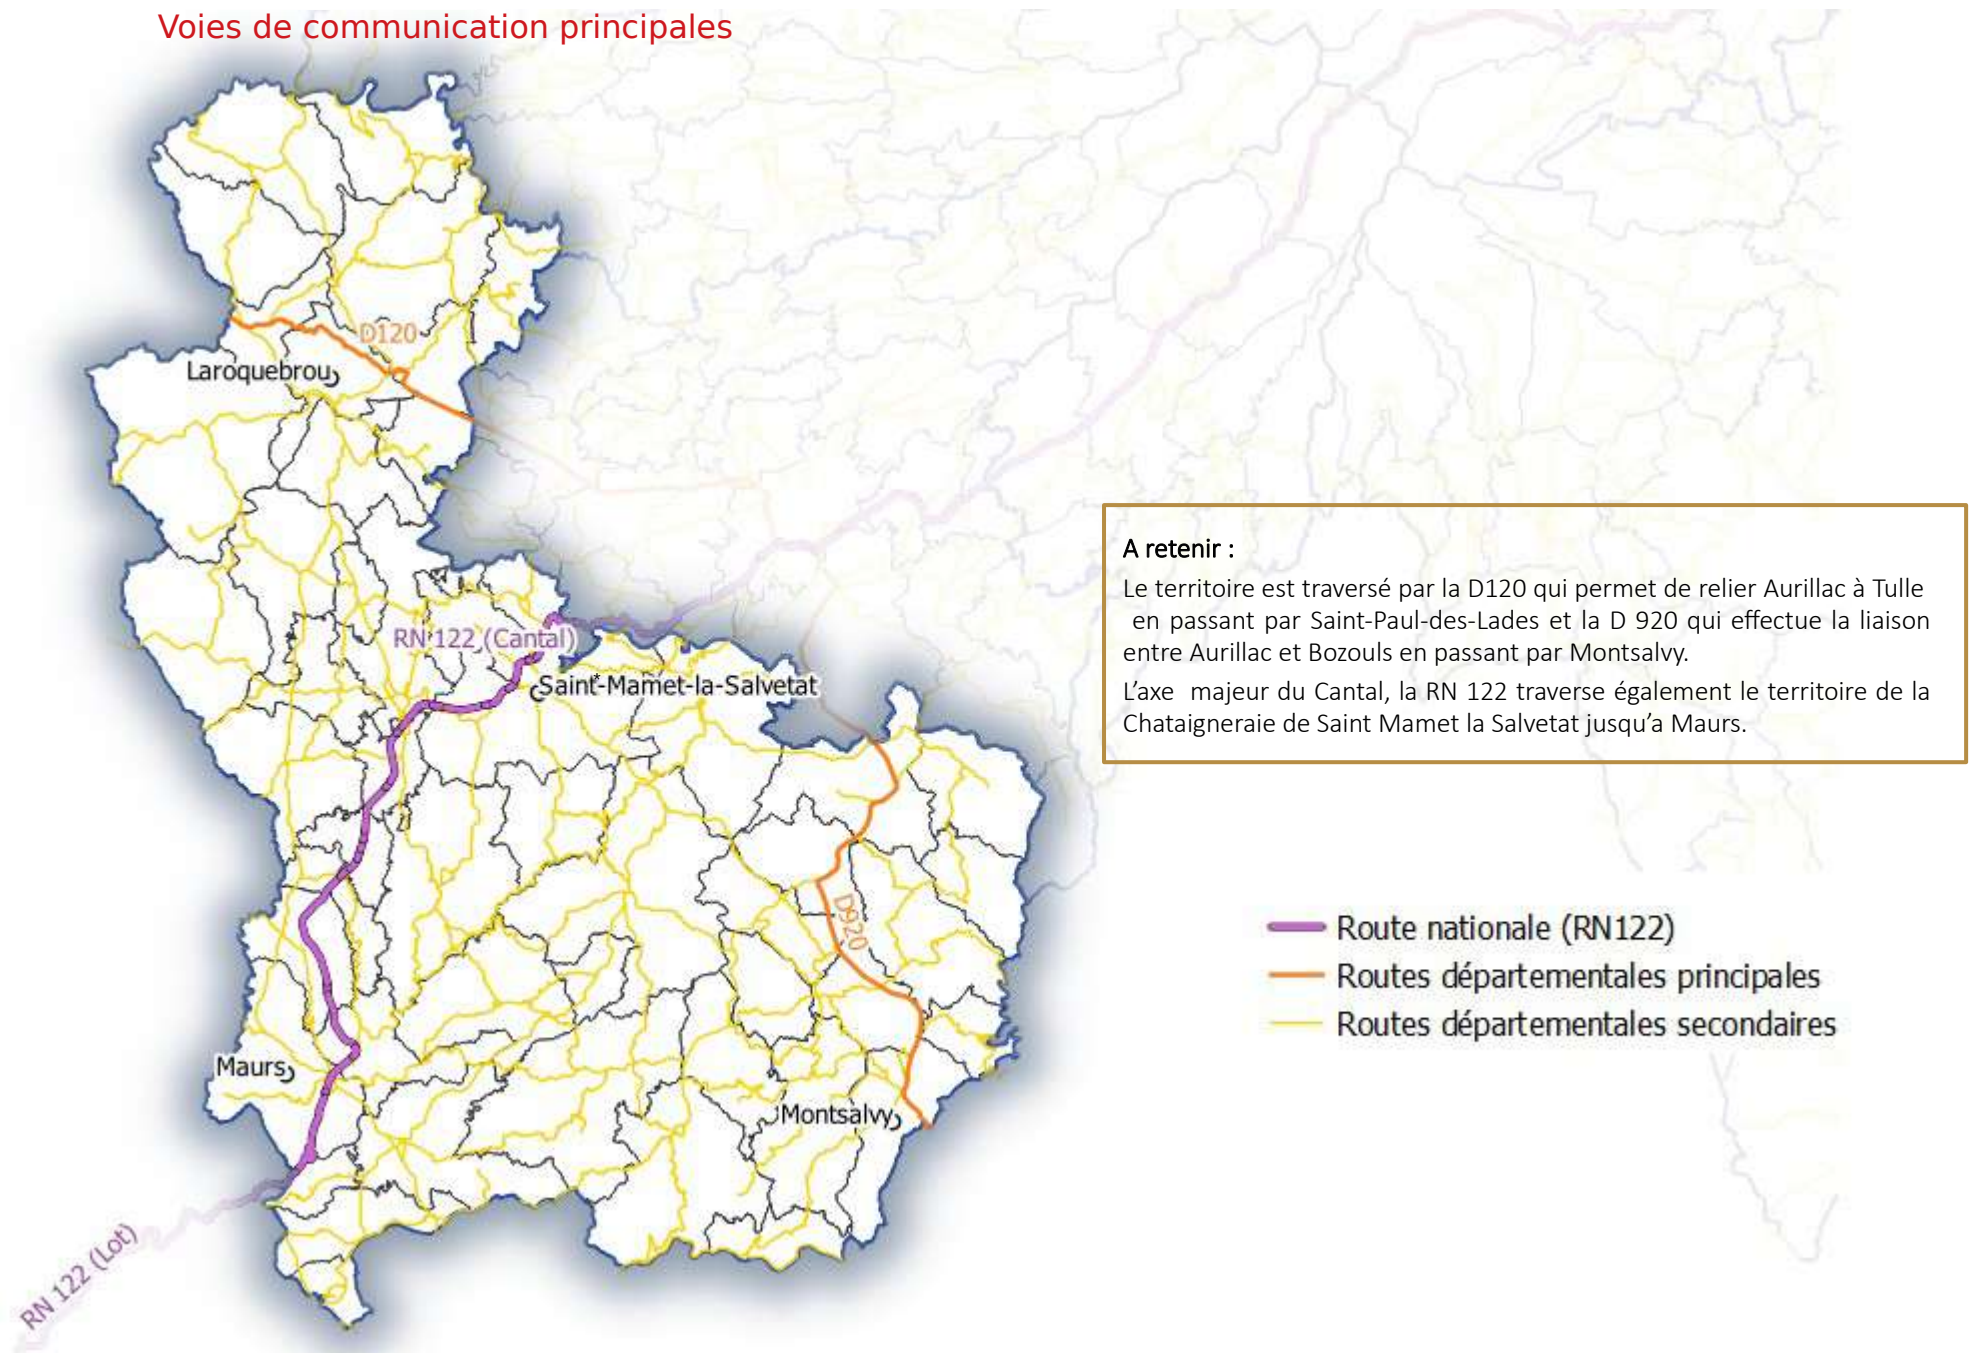 Voies de communication principales
D120
Laroquebrou
A retenir :
Le territoire est traversé par la D120 qui permet de relier Aurillac à Tulle
en passant par Saint-Paul-des-Lades et la D 920 qui effectue la liaison
entre Aurillac et Bozouls en passant par Montsalvy.
L’axe majeur du Cantal, la RN 122 traverse également le territoire de la
Chataigneraie de Saint Mamet la Salvetat jusqu’a Maurs.
RN 122 (Cantal)
Saint-Mamet-la-Salvetat
D920
Route nationale (RN122)
Routes départementales principales
Routes départementales secondaires
Maurs
Montsalvy
RN 122 (Lot)